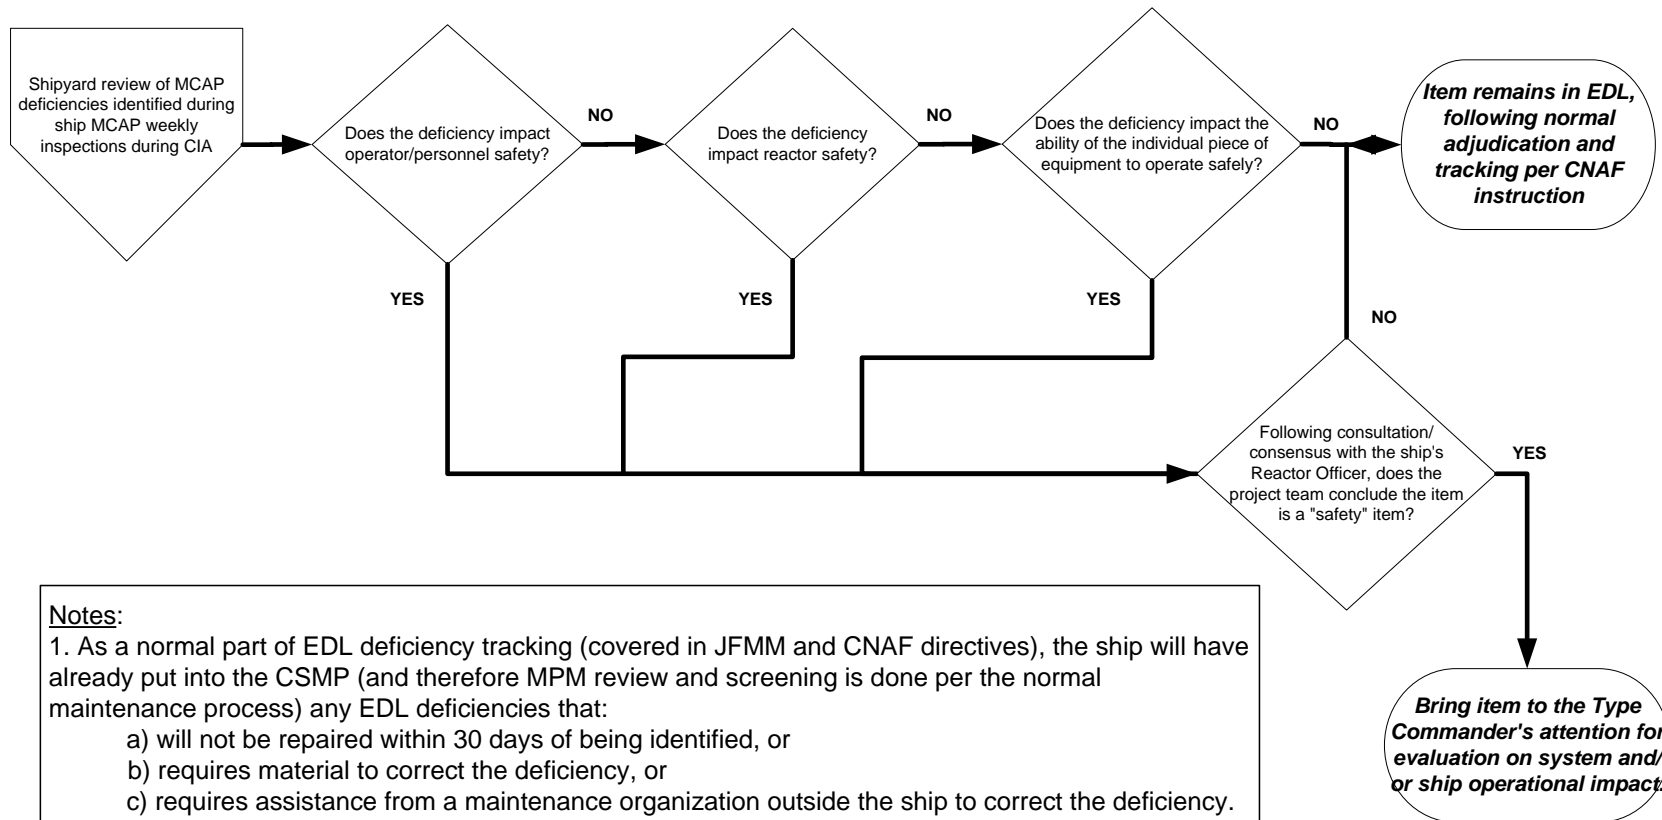 Shipyard review of MCAP
deficiencies identified during
ship MCAP weekly
inspections during CIA
Does the deficiency impact
operator/personnel safety?
NO
YES
Does the deficiency
impact reactor safety?
NO
YES
Does the deficiency impact the
ability of the individual piece of
equipment to operate safely?
NO
YES
Item remains in EDL,
following normal
adjudication and
tracking per CNAF
instruction
NO
Following consultation/
consensus with the ship's
Reactor Officer, does the
project team conclude the item
is a "safety" item?
YES
Bring item to the Type
Commander's attention for
evaluation on system and/
or ship operational impact.
Notes:
1. As a normal part of EDL deficiency tracking (covered in JFMM and CNAF directives), the ship will have
already put into the CSMP (and therefore MPM review and screening is done per the normal
maintenance process) any EDL deficiencies that:
a) will not be repaired within 30 days of being identified, or
b) requires material to correct the deficiency, or
c) requires assistance from a maintenance organization outside the ship to correct the deficiency.